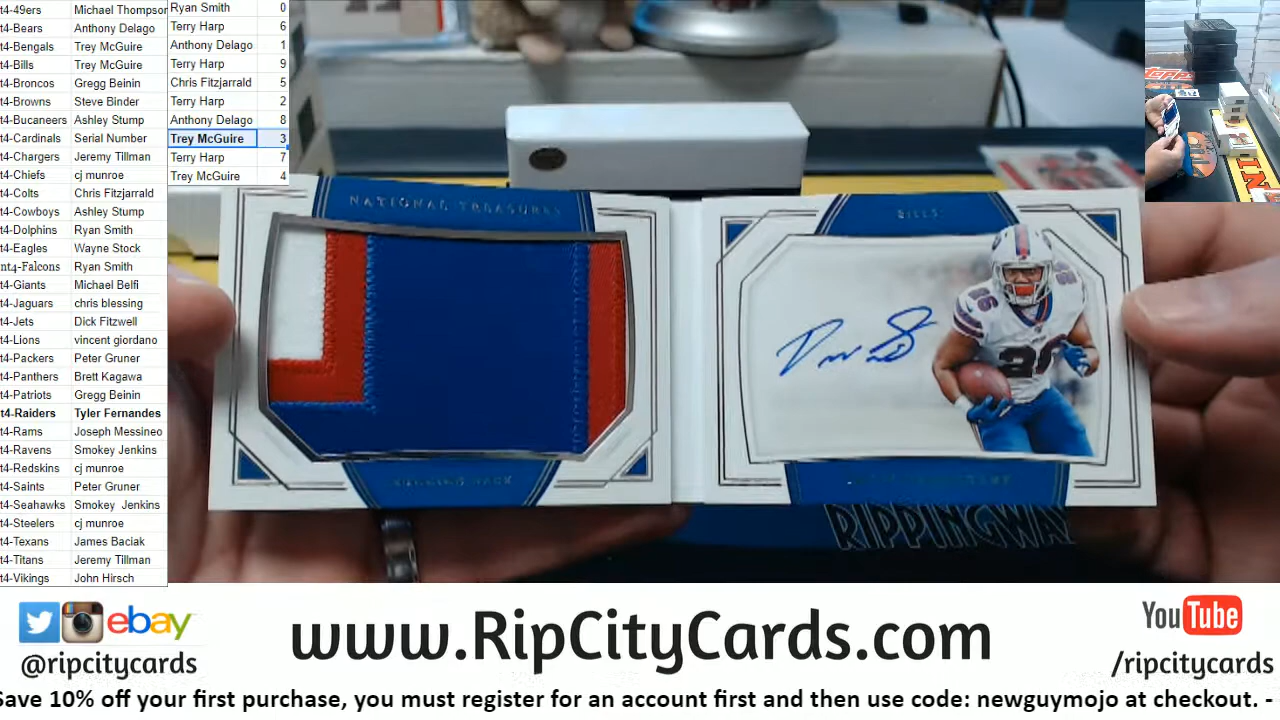 t4-49ers Michael Thompson
t4-Bears Anthony Delago
t4-Bengals Trey McGuire
t4-Bills Trey McGuire
t4-Broncos Gregg Beinin
t4-Browns Steve Binder
t4-Bucaneers Ashley Stump
t4-Cardinals Serial Number
t4-Chargers Jeremy Tillman
t4-Chiefs cj munroe
t4-Colts Chris Fitzjarrald
t4-Cowboys Ashley Stump
t4-Dolphins Ryan Smith
t4-Eagles Wayne Stock
nt4-Falcons Ryan Smith
t4-Giants Michael Belfi
t4-Jaguars chris blessing
t4-Jets Dick Fitzwell
t4-Lions vincent giordano
t4-Packers Peter Gruner
t4-Panthers Brett Kagawa
t4-Patriots Gregg Beinin
t4-Raiders Tyler Fernandes
t4-Rams Joseph Messineo
t4-Ravens Smokey Jenkins
t4-Redskins cj munroe
t4-Saints Peter Gruner
t4-Seahawks Smokey Jenkins
t4-Steelers cj munroe
t4-Texans James Baciak
t4-Titans Jeremy Tillman
t4-Vikings John Hirsch
Ryan Smith 0
Terry Harp 6
Anthony Delago 1
Terry Harp 9
Chris Fitzjarrald 5
Terry Harp 2
Anthony Delago 8
Trey McGuire 3
Terry Harp 7
Trey McGuire 4
NATIONAL TREASURES
RUNNING BACK
BILLS
26
RIPPINGWAX
Topps
ebay
@ripcitycards
www.RipCityCards.com
YouTube
/ripcitycards
Save 10% off your first purchase, you must register for an account first and then use code: newguymojo at checkout. -